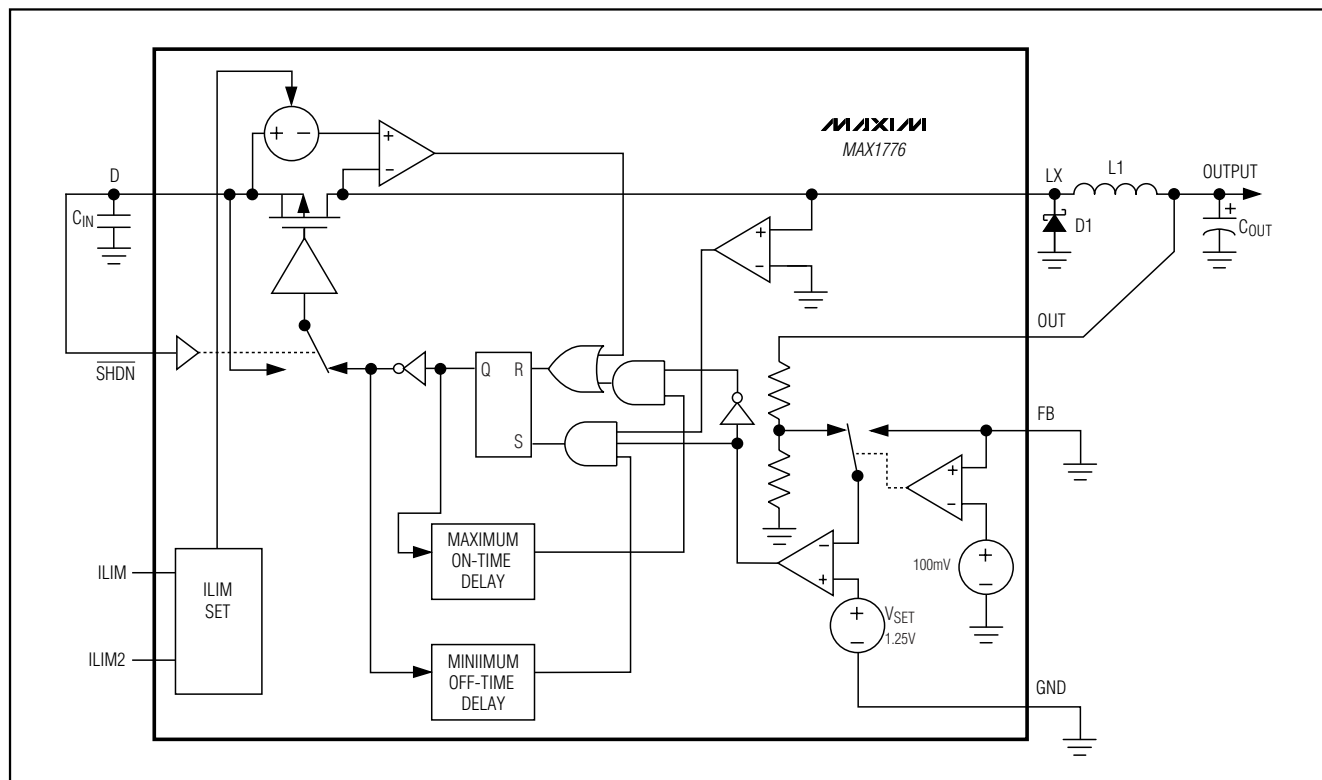 MAXIM
MAX1776
D
LX
L1
OUTPUT
CIN
+
-
+
-
+
D1
COUT
+
-
OUT
SHDN
Q
R
S
FB
+
-
MAXIMUM
ON-TIME
DELAY
-
+
100mV
+
-
ILIM
ILIM
SET
VSET
1.25V
+
-
ILIM2
MINIIMUM
OFF-TIME
DELAY
GND